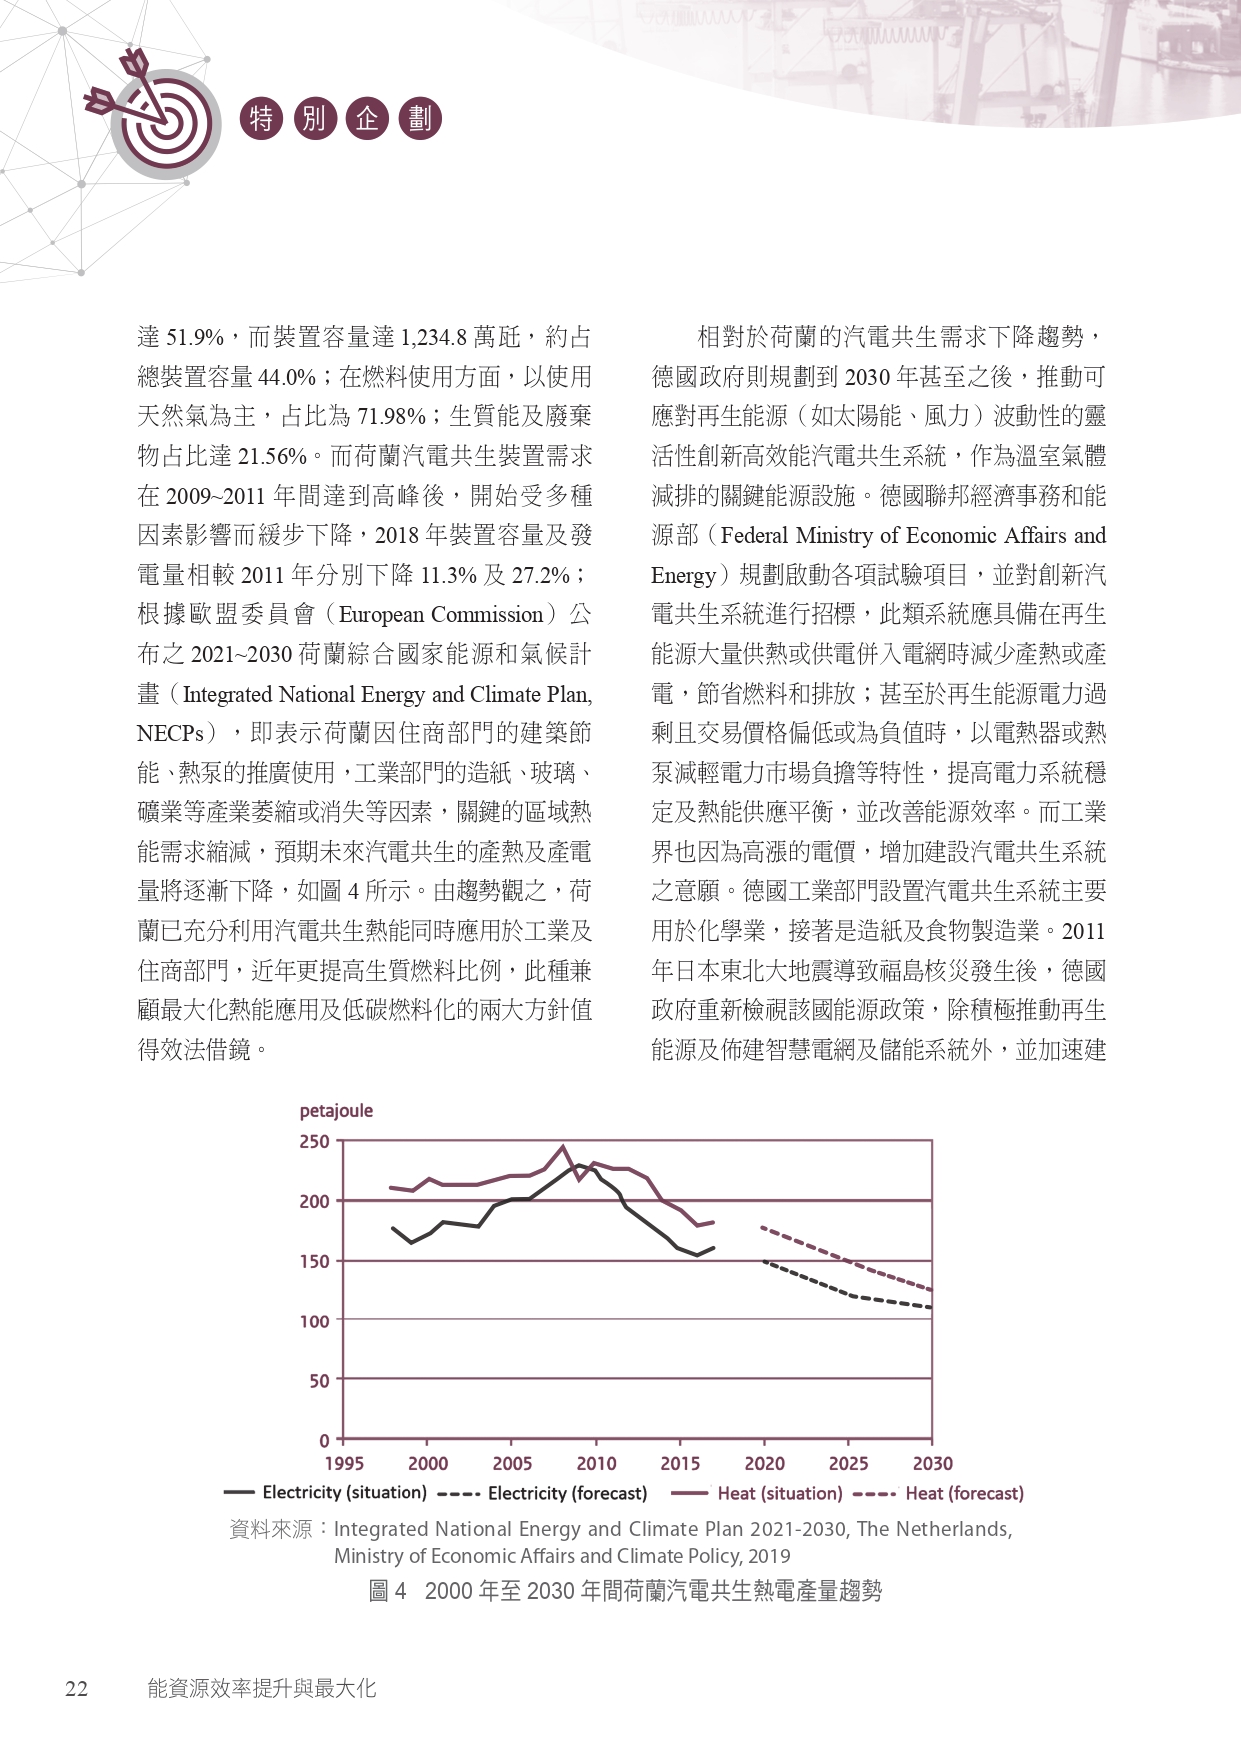 特別企劃
達 51.9%，而裝置容量達 1,234.8 萬瓩，約占
總裝置容量 44.0%；在燃料使用方面，以使用
天然氣為主，占比為 71.98%；生質能及廢棄
物占比達 21.56%。而荷蘭汽電共生裝置需求
在 2009~2011 年間達到高峰後，開始受多種
因素影響而緩步下降，2018 年裝置容量及發
電量相較 2011 年分別下降 11.3% 及 27.2%；
根據歐盟委員會（European Commission）公
布之 2021~2030 荷蘭綜合國家能源和氣候計
畫（Integrated National Energy and Climate Plan,
NECPs），即表示荷蘭因住商部門的建築節
能、熱泵的推廣使用，工業部門的造紙、玻璃、
礦業等產業萎縮或消失等因素，關鍵的區域熱
能需求縮減，預期未來汽電共生的產熱及產電
量將逐漸下降，如圖 4 所示。由趨勢觀之，荷
蘭已充分利用汽電共生熱能同時應用於工業及
住商部門，近年更提高生質燃料比例，此種兼
顧最大化熱能應用及低碳燃料化的兩大方針值
得效法借鏡。
相對於荷蘭的汽電共生需求下降趨勢，
德國政府則規劃到 2030 年甚至之後，推動可
應對再生能源（如太陽能、風力）波動性的靈
活性創新高效能汽電共生系統，作為溫室氣體
減排的關鍵能源設施。德國聯邦經濟事務和能
源部（Federal Ministry of Economic Affairs and
Energy）規劃啟動各項試驗項目，並對創新汽
電共生系統進行招標，此類系統應具備在再生
能源大量供熱或供電併入電網時減少產熱或產
電，節省燃料和排放；甚至於再生能源電力過
剩且交易價格偏低或為負值時，以電熱器或熱
泵減輕電力市場負擔等特性，提高電力系統穩
定及熱能供應平衡，並改善能源效率。而工業
界也因為高漲的電價，增加建設汽電共生系統
之意願。德國工業部門設置汽電共生系統主要
用於化學業，接著是造紙及食物製造業。2011
年日本東北大地震導致福島核災發生後，德國
政府重新檢視該國能源政策，除積極推動再生
能源及佈建智慧電網及儲能系統外，並加速建
petajoule
250
200
150
100
50
0
1995 2000 2005 2010 2015 2020 2025 2030
Electricity (situation) Electricity (forecast) Heat (situation) Heat (forecast)
資料來源：Integrated National Energy and Climate Plan 2021-2030, The Netherlands,
Ministry of Economic Affairs and Climate Policy, 2019
圖 4 2000 年至 2030 年間荷蘭汽電共生熱電產量趨勢
22 能資源效率提升與最大化